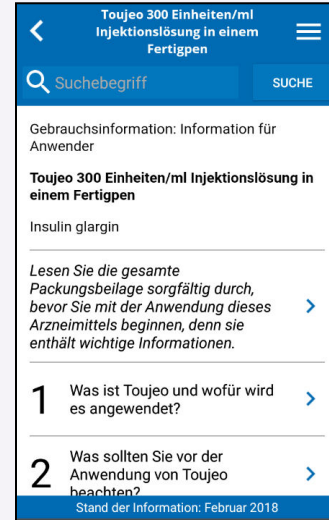 Toujeo 300 Einheiten/ml
Injektionslösung in einem
Fertigpen
Suchebegriff
SUCHE
Gebrauchsinformation: Information für
Anwender
Toujeo 300 Einheiten/ml Injektionslösung in
einem Fertigpen
Insulin glargin
Lesen Sie die gesamte
Packungsbeilage sorgfältig durch,
bevor Sie mit der Anwendung dieses
Arzneimittels beginnen, denn sie
enthält wichtige Informationen.
1 Was ist Toujeo und wofür wird
es angewendet?
2 Was sollten Sie vor der
Anwendung von Toujeo
beachten?
Stand der Information: Februar 2018